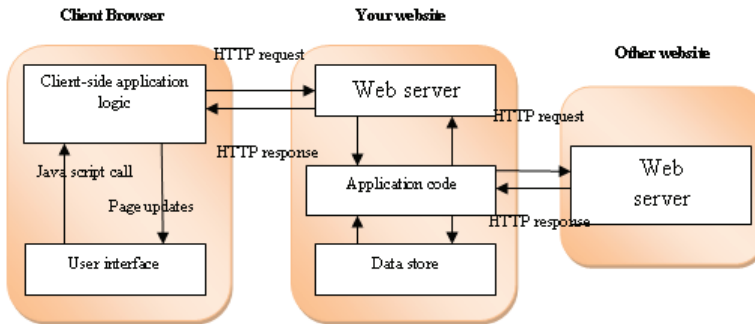 Client Browser
Your website
Other website
HTTP request
Client-side application
logic
Web server
HTTP request
HTTP response
Java script call
Application code
Web
server
Page updates
HTTP response
User interface
Data store